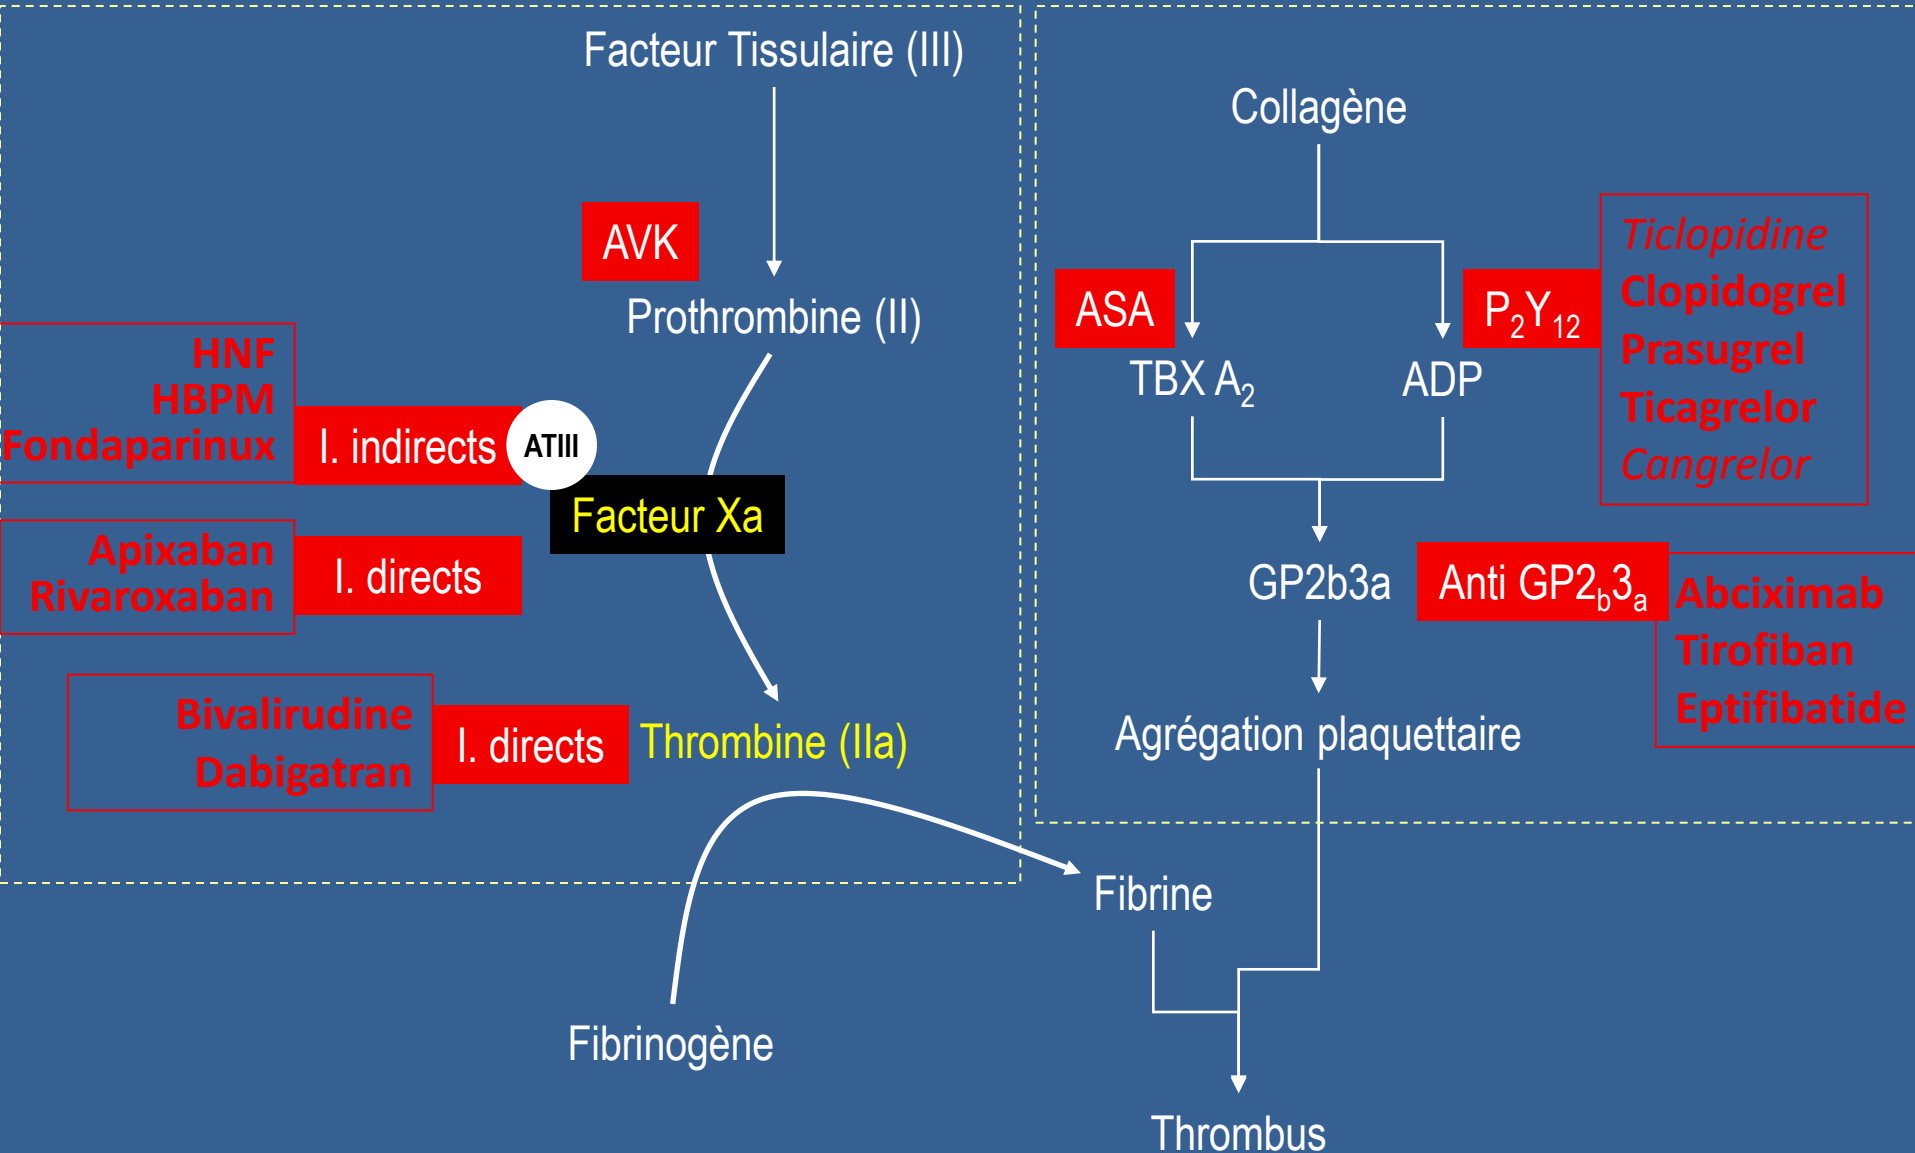 Facteur Tissulaire (III)
AVK
Prothrombine (II)
HNF
HBPM
Fondaparinux
I. indirects
ATIII
Facteur Xa
Apixaban
Rivaroxaban
I. directs
Bivalirudine
Dabigatran
I. directs
Thrombine (IIa)
Fibrinogène
Collagène
ASA
P2Y12
Ticlopidine
Clopidogrel
Prasugrel
Ticagrelor
Cangrelor
TBX A2
ADP
GP2b3a
Anti GP2b3a
Abciximab
Tirofiban
Eptifibatide
Agrégation plaquettaire
Fibrine
Thrombus